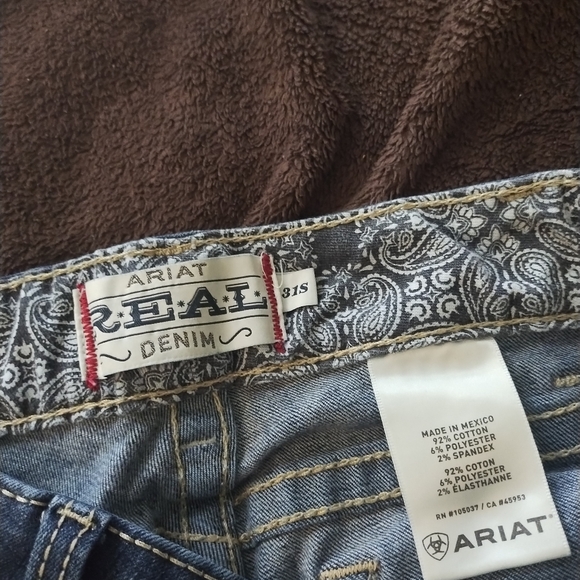 ARIAT
R★E★A★L
DENIM
31S
MADE IN MEXICO
92% COTTON
6% POLYESTER
2% SPANDEX
92% COTON
6% POLYESTER
2% ÉLASTHANNE
RN #105037 / CA #45953
ARIAT